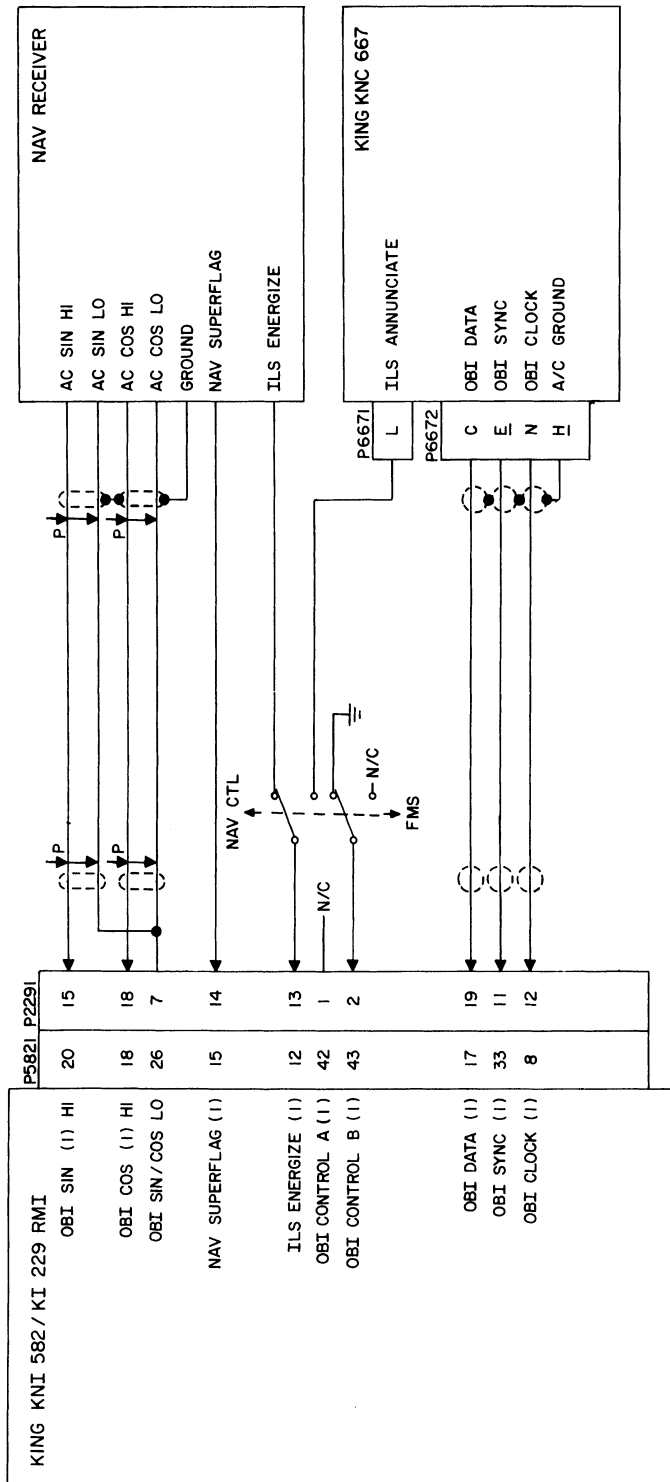 KING KNI 582/ KI 229 RMI
P5821 P2291
OBI SIN (1) HI 20 15
OBI COS (1) HI 18 18
OBI SIN/COS LO 26 7
NAV SUPERFLAG (1) 15 14
ILS ENERGIZE (1) 12 13
OBI CONTROL A (1) 42 1 N/C
OBI CONTROL B (1) 43 2
OBI DATA (1) 17 19
OBI SYNC (1) 33 11
OBI CLOCK (1) 8 12
P
P
NAV CTL
N/C
FMS
P
P
NAV RECEIVER
AC SIN HI
AC SIN LO
AC COS HI
AC COS LO
GROUND
NAV SUPERFLAG
ILS ENERGIZE
KING KNC 667
P6671
L ILS ANNUNCIATE
P6672
C OBI DATA
E OBI SYNC
N OBI CLOCK
H A/C GROUND